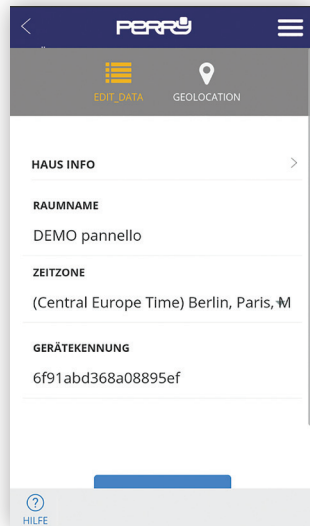 PERRY
EDIT_DATA
GEOLOCATION
HAUS INFO
RAUMNAME
DEMO pannello
ZEITZONE
(Central Europe Time) Berlin, Paris, M
GERÄTEKENNUNG
6f91abd368a08895ef
HILFE